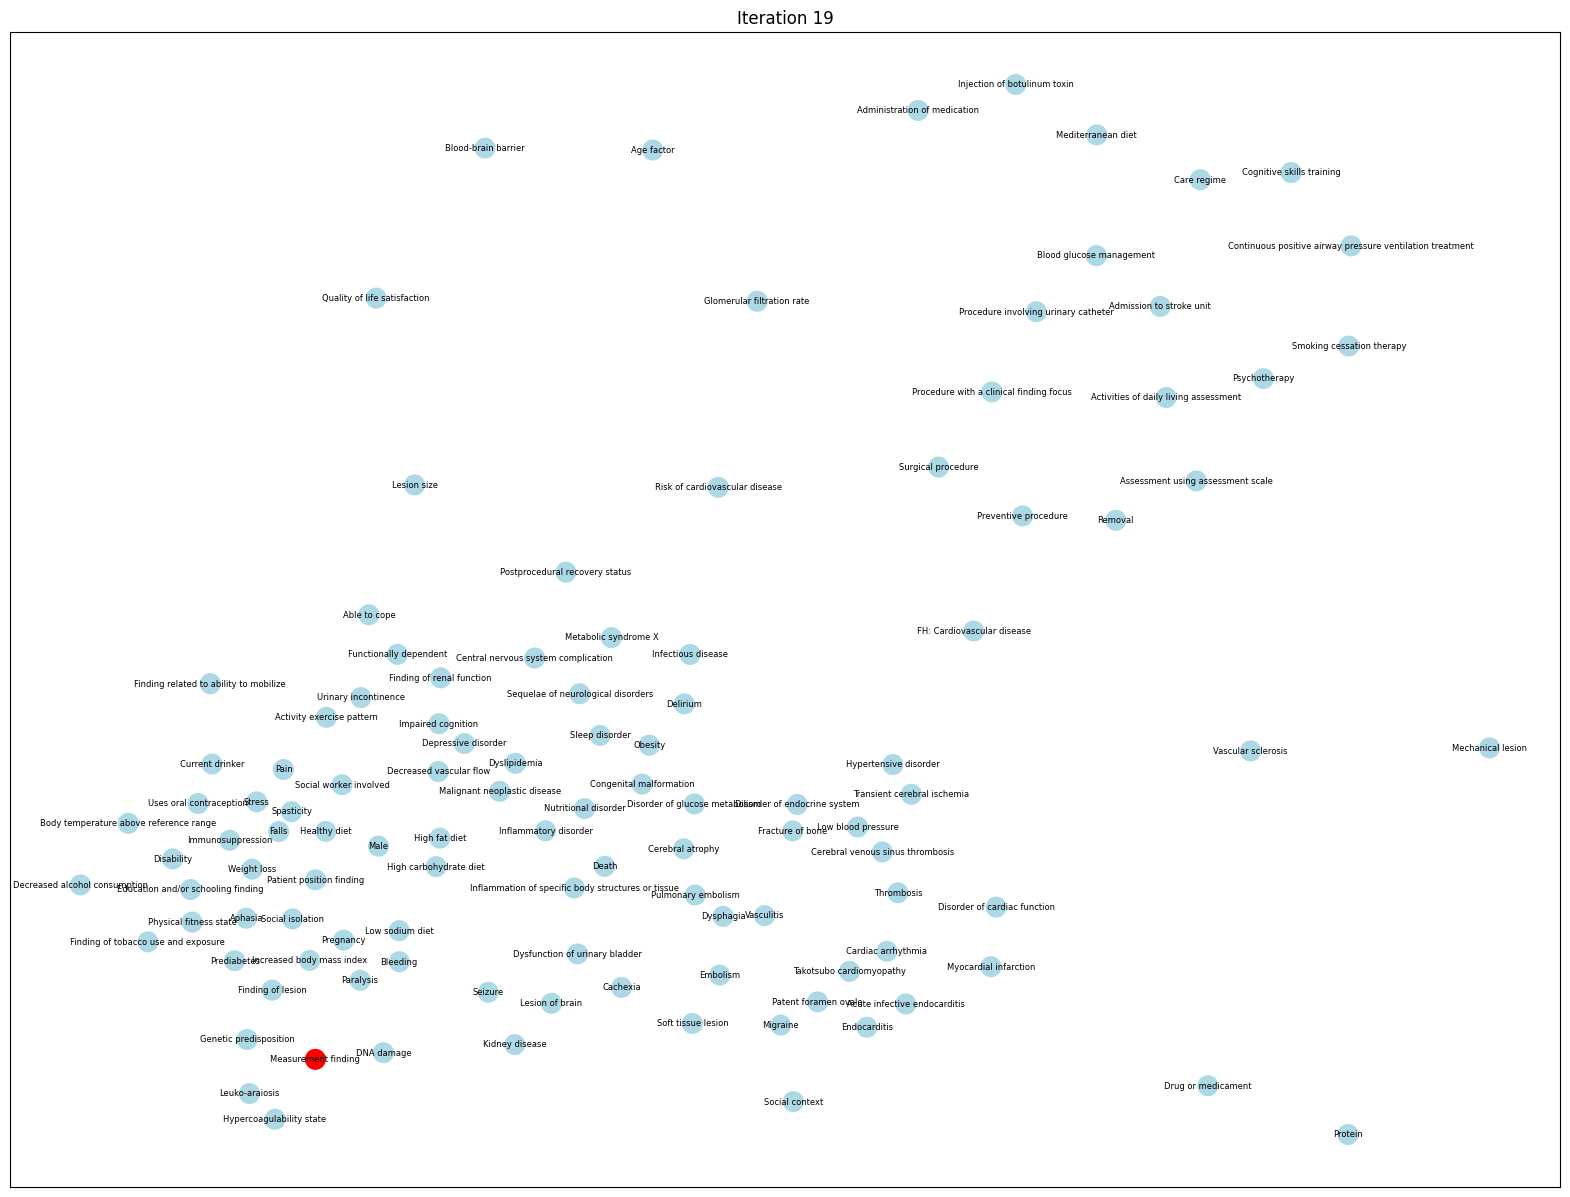 Iteration 19
Injection of botulinum toxin
Administration of medication
Mediterranean diet
Blood-brain barrier
Age factor
Cognitive skills training
Care regime
Continuous positive airway pressure ventilation treatment
Blood glucose management
Quality of life satisfaction
Glomerular filtration rate
Admission to stroke unit
Procedure involving urinary catheter
Smoking cessation therapy
Psychotherapy
Procedure with a clinical finding focus
Activities of daily living assessment
Surgical procedure
Assessment using assessment scale
Lesion size
Risk of cardiovascular disease
Preventive procedure
Removal
Postprocedural recovery status
Able to cope
FH: Cardiovascular disease
Metabolic syndrome X
Functionally dependent
Central nervous system complication
Infectious disease
Finding of renal function
Finding related to ability to mobilize
Sequelae of neurological disorders
Urinary incontinence
Delirium
Activity exercise pattern
Impaired cognition
Sleep disorder
Depressive disorder
Obesity
Mechanical lesion
Vascular sclerosis
Current drinker
Dyslipidemia
Hypertensive disorder
Pain
Decreased vascular flow
Social worker involved
Congenital malformation
Malignant neoplastic disease
Transient cerebral ischemia
Stress
Uses oral contraception
Disorder of glucose metabolism
Disorder of endocrine system
Nutritional disorder
Spasticity
Body temperature above reference range
Low blood pressure
Falls
Healthy diet
Inflammatory disorder
Fracture of bone
High fat diet
Immunosuppression
Male
Cerebral atrophy
Cerebral venous sinus thrombosis
Disability
Death
High carbohydrate diet
Weight loss
Patient position finding
Decreased alcohol consumption
Education and/or schooling finding
Inflammation of specific body structures or tissue
Thrombosis
Pulmonary embolism
Disorder of cardiac function
Vasculitis
Dysphagia
Aphasia
Social isolation
Physical fitness state
Low sodium diet
Pregnancy
Finding of tobacco use and exposure
Cardiac arrhythmia
Dysfunction of urinary bladder
Prediabetes
Increased body mass index
Bleeding
Myocardial infarction
Takotsubo cardiomyopathy
Embolism
Paralysis
Cachexia
Finding of lesion
Seizure
Patent foramen ovale
Lesion of brain
Acute infective endocarditis
Soft tissue lesion
Migraine
Endocarditis
Genetic predisposition
Kidney disease
DNA damage
Measurement finding
Drug or medicament
Leuko-araiosis
Social context
Hypercoagulability state
Protein